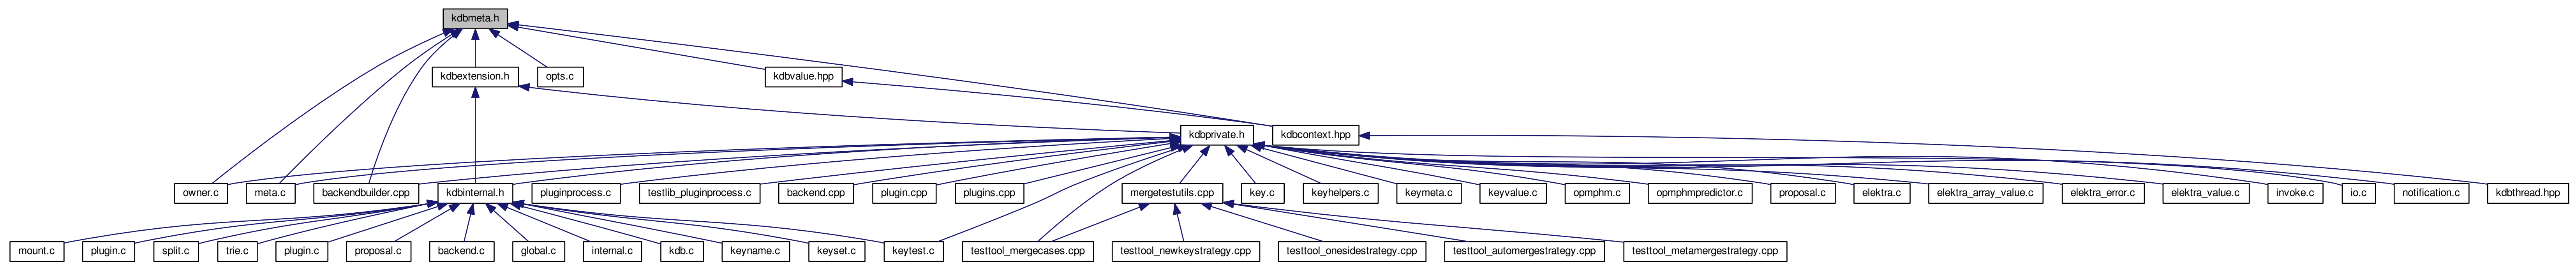 kdbmeta.h
kdbextension.h
opts.c
kdbvalue.hpp
kdbprivate.h
kdbcontext.hpp
owner.c
meta.c
backendbuilder.cpp
kdbinternal.h
pluginprocess.c
testlib_pluginprocess.c
backend.cpp
plugin.cpp
plugins.cpp
mergetestutils.cpp
key.c
keyhelpers.c
keymeta.c
keyvalue.c
opmphm.c
opmphmpredictor.c
proposal.c
elektra.c
elektra_array_value.c
elektra_error.c
elektra_value.c
invoke.c
io.c
notification.c
kdbthread.hpp
mount.c
plugin.c
split.c
trie.c
plugin.c
proposal.c
backend.c
global.c
internal.c
kdb.c
keyname.c
keyset.c
keytest.c
testtool_mergecases.cpp
testtool_newkeystrategy.cpp
testtool_onesidestrategy.cpp
testtool_automergestrategy.cpp
testtool_metamergestrategy.cpp